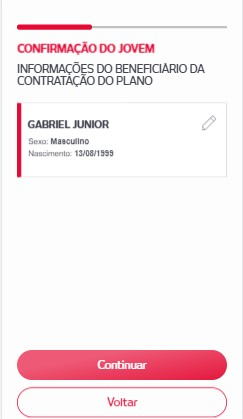 CONFIRMAÇÃO DO JOVEM
INFORMAÇÕES DO BENEFICIÁRIO DA
CONTRATAÇÃO DO PLANO
GABRIEL JUNIOR
Sexo: Masculino
Nascimento: 13/08/1999
Continuar
Voltar